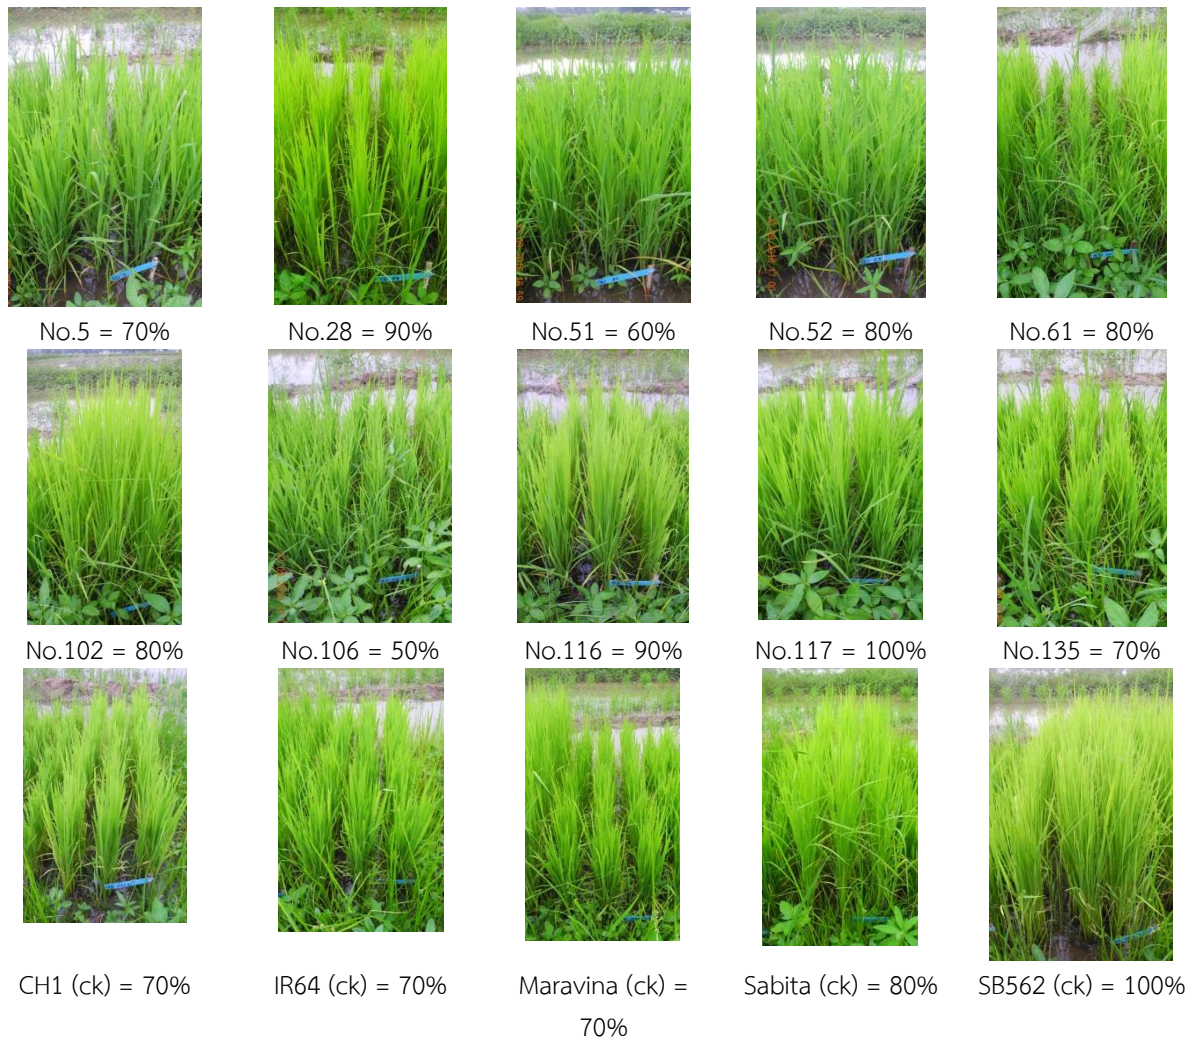 No.5 = 70%
No.28 = 90%
No.51 = 60%
No.52 = 80%
No.61 = 80%
No.102 = 80%
No.106 = 50%
No.116 = 90%
No.117 = 100%
No.135 = 70%
CH1 (ck) = 70%
IR64 (ck) = 70%
Maravina (ck) =
70%
Sabita (ck) = 80%
SB562 (ck) = 100%